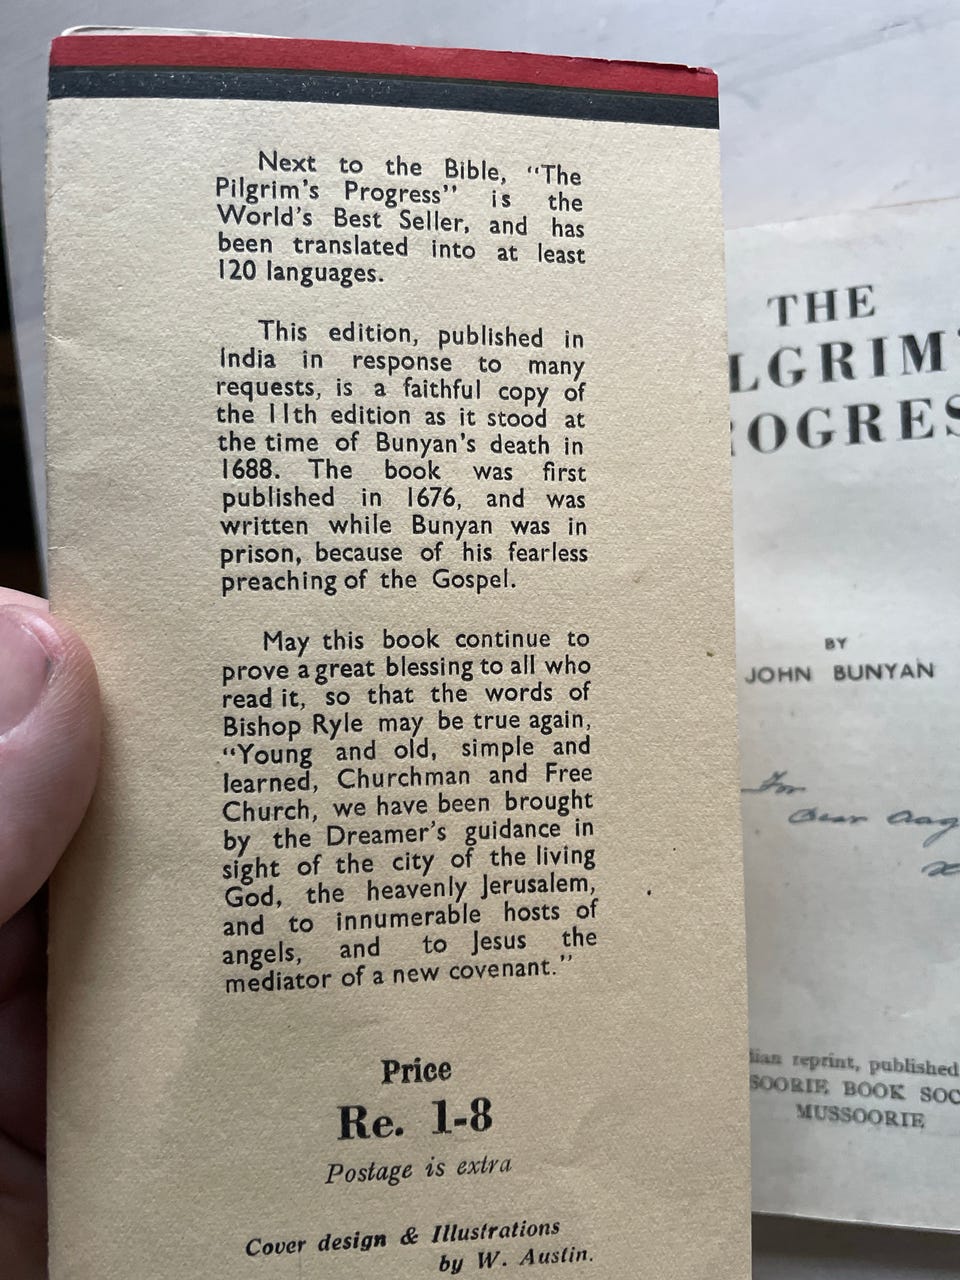 Next to the Bible, "The
Pilgrim's Progress" is the
World's Best Seller, and has
been translated into at least
120 languages.
This edition, published in
India in response to many
requests, is a faithful copy of
the 11th edition as it stood at
the time of Bunyan's death in
1688. The book was first
published in 1676, and was
written while Bunyan was in
prison, because of his fearless
preaching of the Gospel.
May this book continue to
prove a great blessing to all who
read it, so that the words of
Bishop Ryle may be true again,
"Young and old, simple and
learned, Churchman and Free
Church, we have been brought
by the Dreamer's guidance in
sight of the city of the living
God, the heavenly Jerusalem,
and to innumerable hosts of
angels, and to Jesus the
mediator of a new covenant."
Price
Re. 1-8
Postage is extra
Cover design & Illustrations
by W. Austin.
THE
LGRIM'
OGRES
BY
JOHN BUNYAN
For
Dear
ian reprint, published
SOORIE BOOK SOC
MUSSOORIE